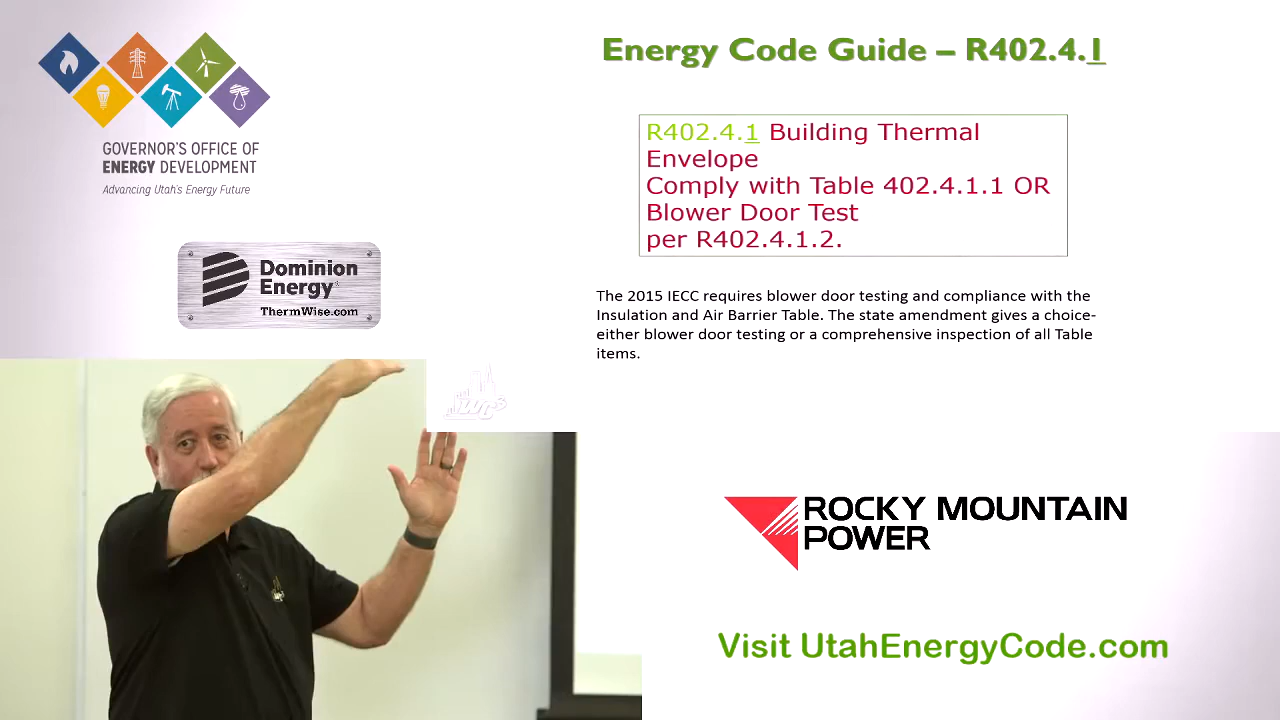 Energy Code Guide – R402.4.1
GOVERNOR'S OFFICE OF
ENERGY DEVELOPMENT
Advancing Utah's Energy Future
R402.4.1 Building Thermal
Envelope
Comply with Table 402.4.1.1 OR
Blower Door Test
per R402.4.1.2.
Dominion
Energy®
ThermWise.com
The 2015 IECC requires blower door testing and compliance with the
Insulation and Air Barrier Table. The state amendment gives a choice-
either blower door testing or a comprehensive inspection of all Table
items.
ROCKY MOUNTAIN
POWER
Visit UtahEnergyCode.com